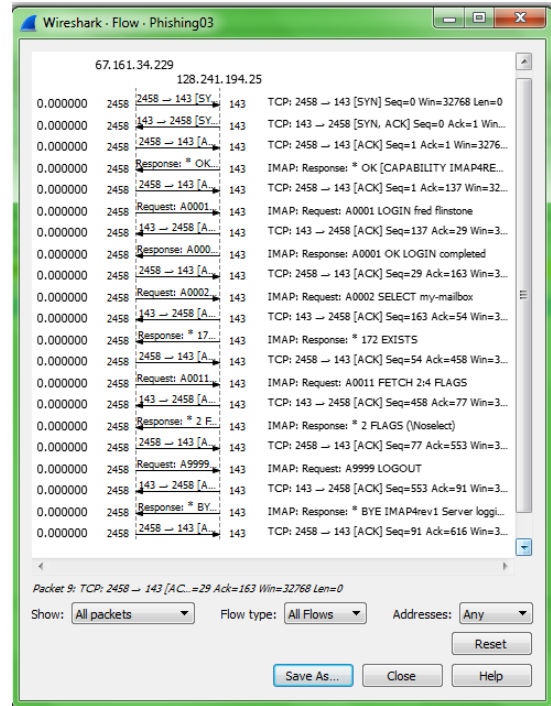 Wireshark · Flow · Phishing03
67.161.34.229
128.241.194.25
0.000000 2458 2458 → 143 [SY... 143 TCP: 2458 → 143 [SYN] Seq=0 Win=32768 Len=0
0.000000 2458 143 → 2458 [SY... 143 TCP: 143 → 2458 [SYN, ACK] Seq=0 Ack=1 Win...
0.000000 2458 2458 → 143 [A... 143 TCP: 2458 → 143 [ACK] Seq=1 Ack=1 Win=3276...
0.000000 2458 Response: * OK... 143 IMAP: Response: * OK [CAPABILITY IMAP4RE...
0.000000 2458 2458 → 143 [A... 143 TCP: 2458 → 143 [ACK] Seq=1 Ack=137 Win=32...
0.000000 2458 Request: A0001... 143 IMAP: Request: A0001 LOGIN fred flinstone
0.000000 2458 143 → 2458 [A... 143 TCP: 143 → 2458 [ACK] Seq=137 Ack=29 Win=3...
0.000000 2458 Response: A000... 143 IMAP: Response: A0001 OK LOGIN completed
0.000000 2458 2458 → 143 [A... 143 TCP: 2458 → 143 [ACK] Seq=29 Ack=163 Win=3...
0.000000 2458 Request: A0002... 143 IMAP: Request: A0002 SELECT my-mailbox
0.000000 2458 143 → 2458 [A... 143 TCP: 143 → 2458 [ACK] Seq=163 Ack=54 Win=3...
0.000000 2458 Response: * 17... 143 IMAP: Response: * 172 EXISTS
0.000000 2458 2458 → 143 [A... 143 TCP: 2458 → 143 [ACK] Seq=54 Ack=458 Win=3...
0.000000 2458 Request: A0011... 143 IMAP: Request: A0011 FETCH 2:4 FLAGS
0.000000 2458 143 → 2458 [A... 143 TCP: 143 → 2458 [ACK] Seq=458 Ack=77 Win=3...
0.000000 2458 Response: * 2 F... 143 IMAP: Response: * 2 FLAGS (\Noselect)
0.000000 2458 2458 → 143 [A... 143 TCP: 2458 → 143 [ACK] Seq=77 Ack=553 Win=3...
0.000000 2458 Request: A9999... 143 IMAP: Request: A9999 LOGOUT
0.000000 2458 143 → 2458 [A... 143 TCP: 143 → 2458 [ACK] Seq=553 Ack=91 Win=3...
0.000000 2458 Response: * BY... 143 IMAP: Response: * BYE IMAP4rev1 Server loggi...
0.000000 2458 2458 → 143 [A... 143 TCP: 2458 → 143 [ACK] Seq=91 Ack=616 Win=3...
Packet 9: TCP: 2458 → 143 [AC...=29 Ack=163 Win=32768 Len=0
Show: All packets Flow type: All Flows Addresses: Any
Reset
Save As... Close Help